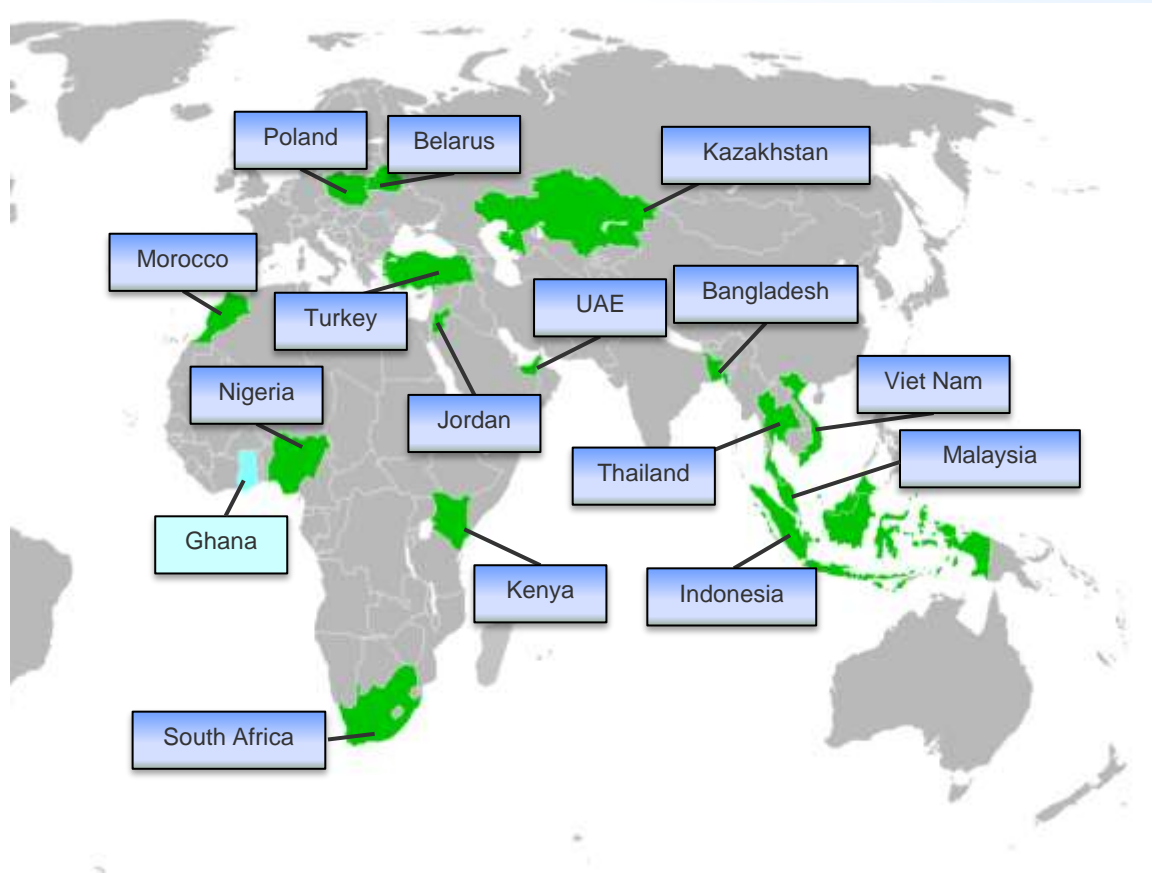 Poland
Belarus
Kazakhstan
Morocco
Turkey
UAE
Bangladesh
Nigeria
Jordan
Viet Nam
Thailand
Malaysia
Ghana
Kenya
Indonesia
South Africa